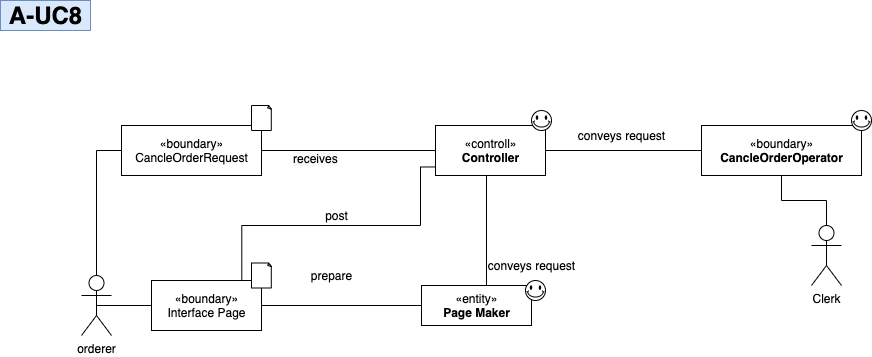 A-UC8
«boundary»
CancleOrderRequest
receives
«controll»
Controller
conveys request
«boundary»
CancleOrderOperator
post
conveys request
prepare
«boundary»
Interface Page
«entity»
Page Maker
Clerk
orderer